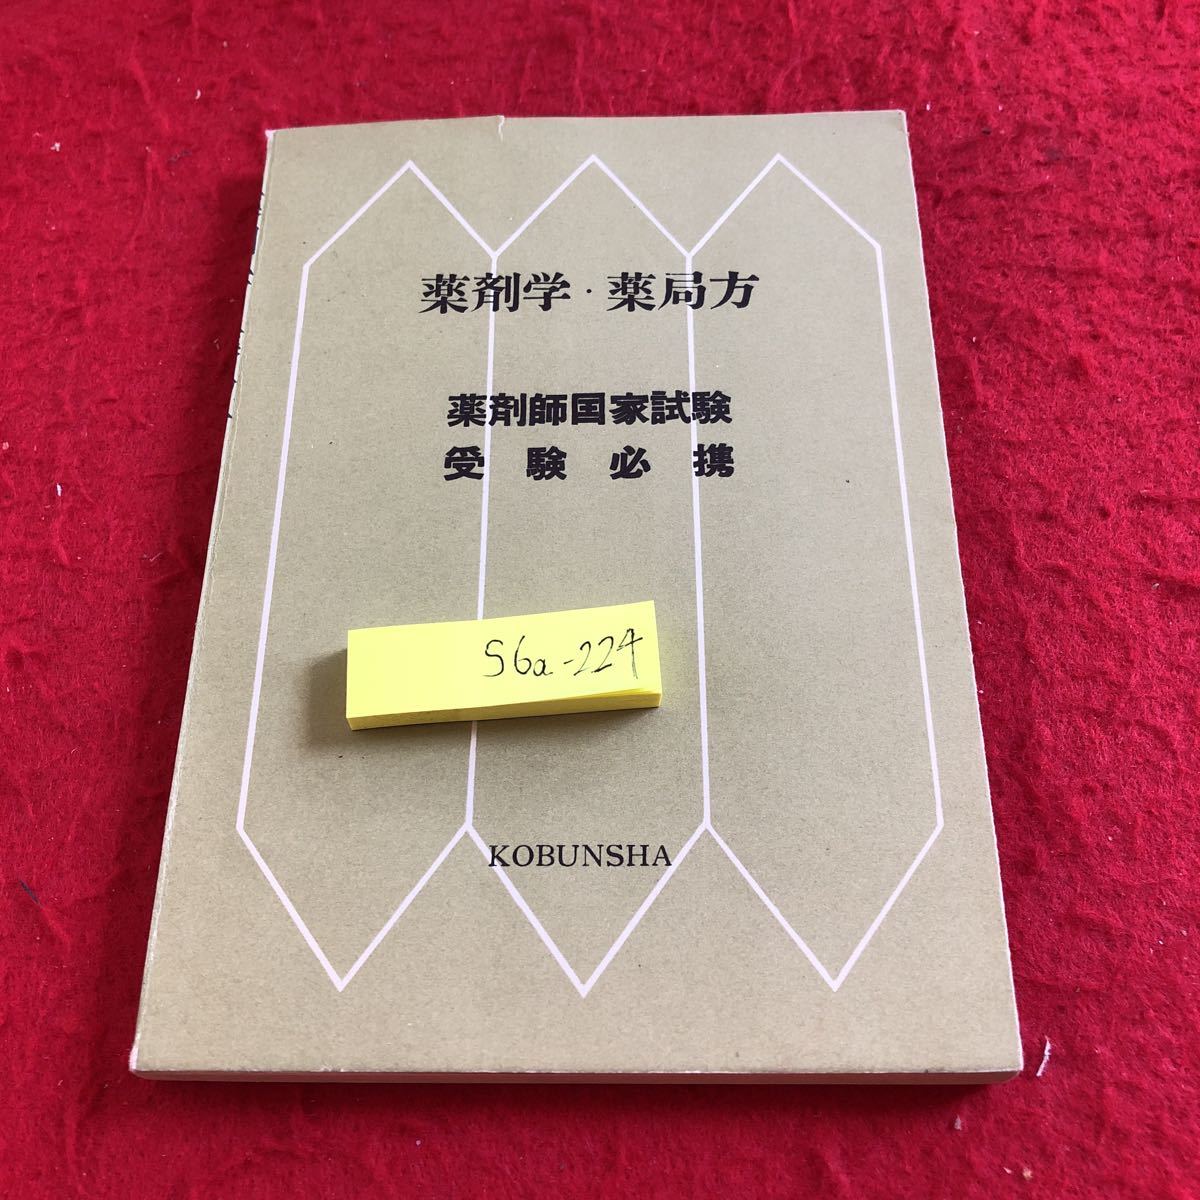 薬剤学・薬局方
薬剤師国家試験
受験必携
S6a-224
KOBUNSHA